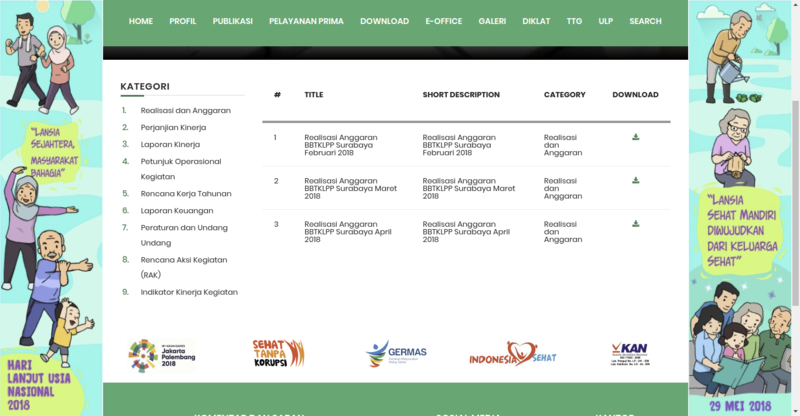 HOME PROFIL PUBLIKASI PELAYANAN PRIMA DOWNLOAD E-OFFICE GALERI DIKLAT TTG ULP SEARCH
"LANSIA
SEJAHTERA,
MASYARAKAT
BAHAGIA"
HARI
LANJUT USIA
NASIONAL
2018
KATEGORI
1. Realisasi dan Anggaran
2. Perjanjian Kinerja
3. Laporan Kinerja
4. Petunjuk Operasional
Kegiatan
5. Rencana Kerja Tahunan
6. Laporan Keuangan
7. Peraturan dan Undang
Undang
8. Rencana Aksi Kegiatan
(RAK)
9. Indikator Kinerja Kegiatan
# TITLE SHORT DESCRIPTION CATEGORY DOWNLOAD
1 Realisasi Anggaran Realisasi Anggaran Realisasi
BBTKLPP Surabaya BBTKLPP Surabaya dan
Februari 2018 Februari 2018 Anggaran
2 Realisasi Anggaran Realisasi Anggaran Realisasi
BBTKLPP Surabaya Maret BBTKLPP Surabaya Maret dan
2018 2018 Anggaran
3 Realisasi Anggaran Realisasi Anggaran Realisasi
BBTKLPP Surabaya April BBTKLPP Surabaya April dan
2018 2018 Anggaran
Jakarta
Palembang
2018
SEHAT
TANPA
KORUPSI
GERMAS
INDONESIA SEHAT
KAN
"LANSIA
SEHAT MANDIRI
DIWUJUDKAN
DARI KELUARGA
SEHAT"
29 MEI 2018